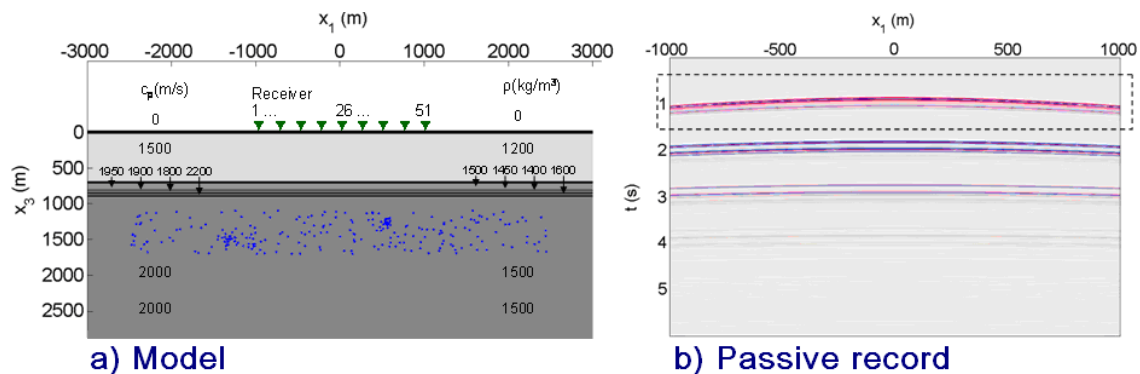 x1 (m)
-3000 -2000 -1000 0 1000 2000 3000
cp(m/s)
Receiver
ρ(kg/m³)
1 ... 26 ... 51
0
0
0
1500
1200
500
1950 1900 1800 2200
1500 1450 1400 1600
x3 (m)
1000
1500
2000
2000
1500
2500
2000
1500
a) Model
x1 (m)
-1000 -500 0 500 1000
1
2
3
t (s)
4
5
b) Passive record